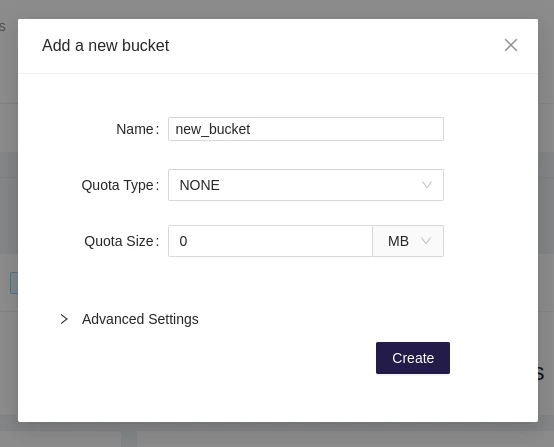 Add a new bucket
Name: new_bucket
Quota Type: NONE
Quota Size: 0 MB
Advanced Settings
Create